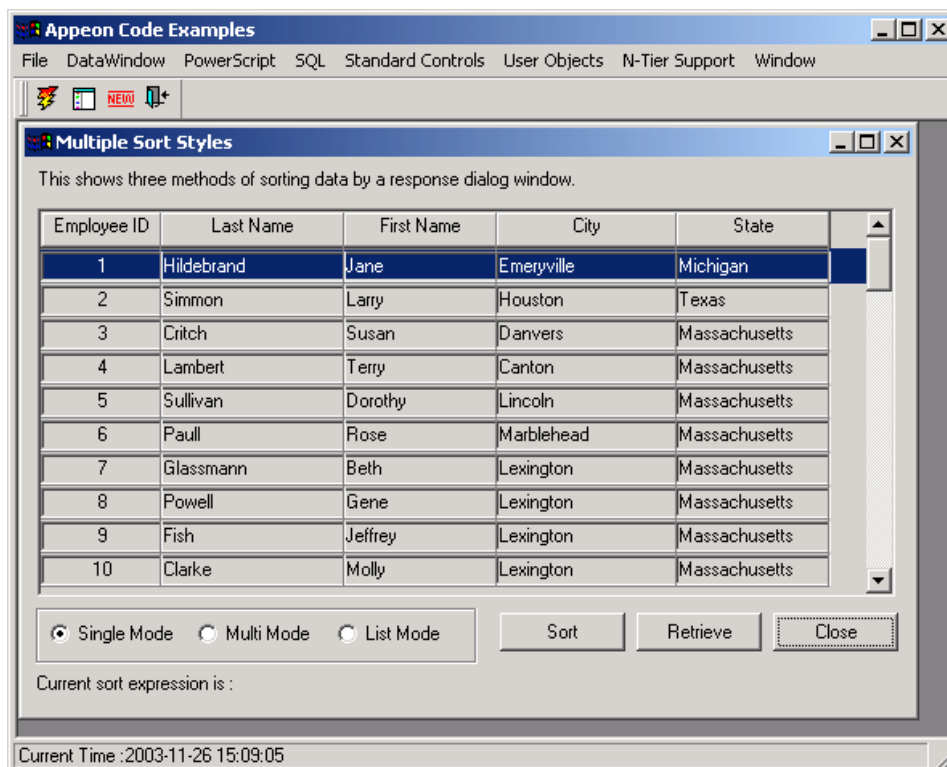 Appeon Code Examples
File DataWindow PowerScript SQL Standard Controls User Objects N-Tier Support Window
NEW
Multiple Sort Styles
This shows three methods of sorting data by a response dialog window.
Employee ID Last Name First Name City State
1 Hildebrand Jane Emeryville Michigan
2 Simmon Larry Houston Texas
3 Critch Susan Danvers Massachusetts
4 Lambert Terry Canton Massachusetts
5 Sullivan Dorothy Lincoln Massachusetts
6 Paull Rose Marblehead Massachusetts
7 Glassmann Beth Lexington Massachusetts
8 Powell Gene Lexington Massachusetts
9 Fish Jeffrey Lexington Massachusetts
10 Clarke Molly Lexington Massachusetts
Single Mode Multi Mode List Mode Sort Retrieve Close
Current sort expression is :
Current Time :2003-11-26 15:09:05